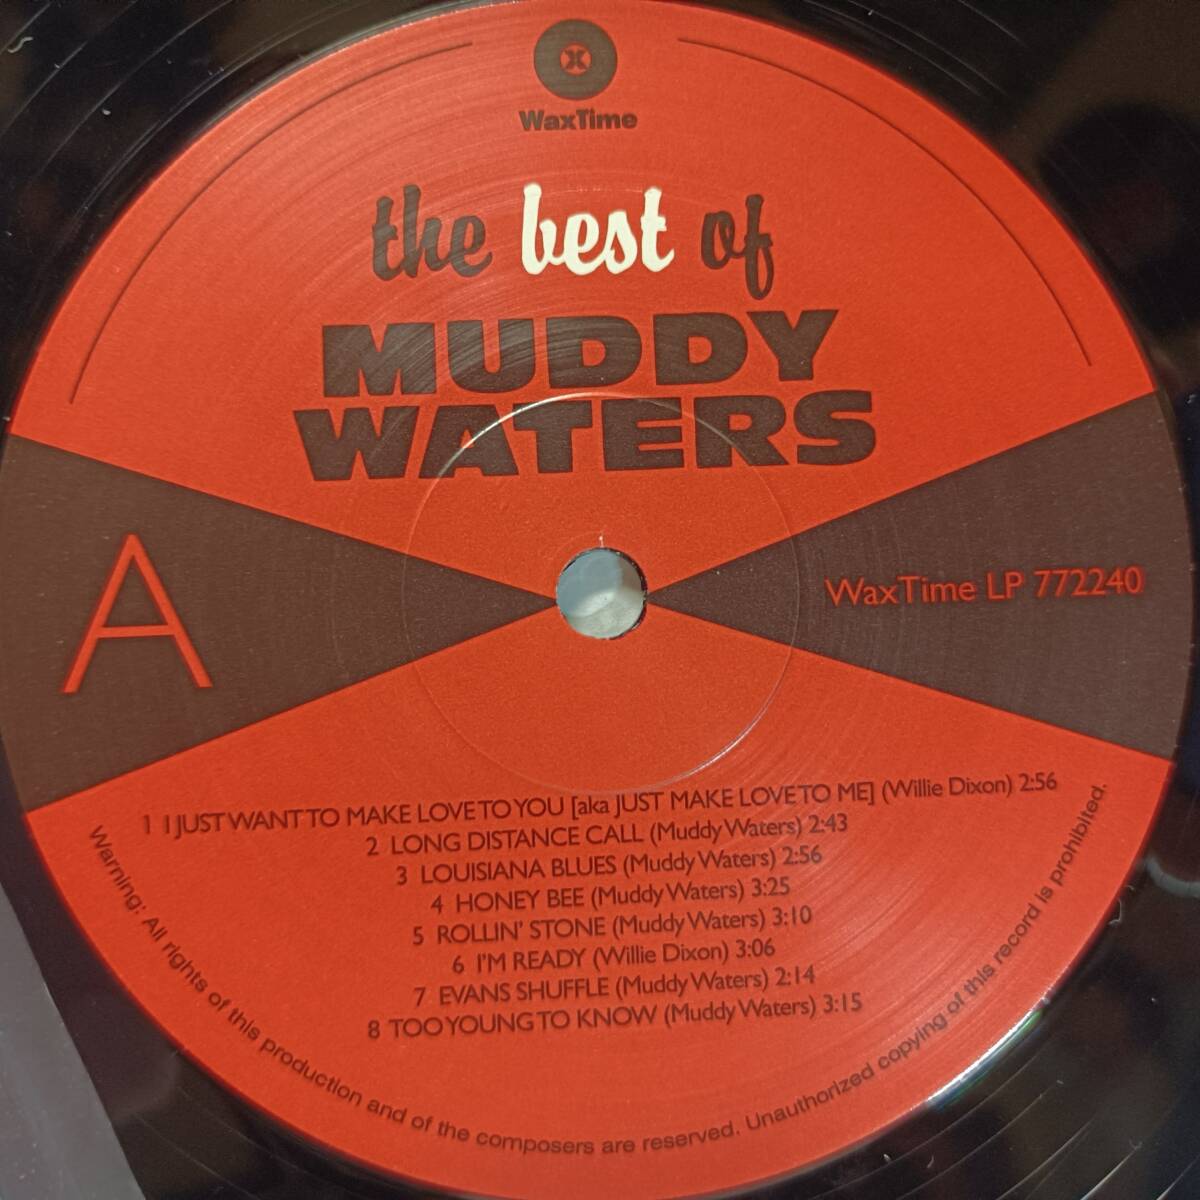 WaxTime
the best of
MUDDY
WATERS
A
WaxTime LP 772240
1 I JUST WANT TO MAKE LOVE TO YOU [aka JUST MAKE LOVE TO ME] (Willie Dixon) 2:56
2 LONG DISTANCE CALL (Muddy Waters) 2:43
3 LOUISIANA BLUES (Muddy Waters) 2:56
4 HONEY BEE (Muddy Waters) 3:25
5 ROLLIN' STONE (Muddy Waters) 3:10
6 I'M READY (Willie Dixon) 3:06
7 EVANS SHUFFLE (Muddy Waters) 2:14
8 TOO YOUNG TO KNOW (Muddy Waters) 3:15
Warning: All rights of this production and of the composers are reserved. Unauthorized copying of this record is prohibited.